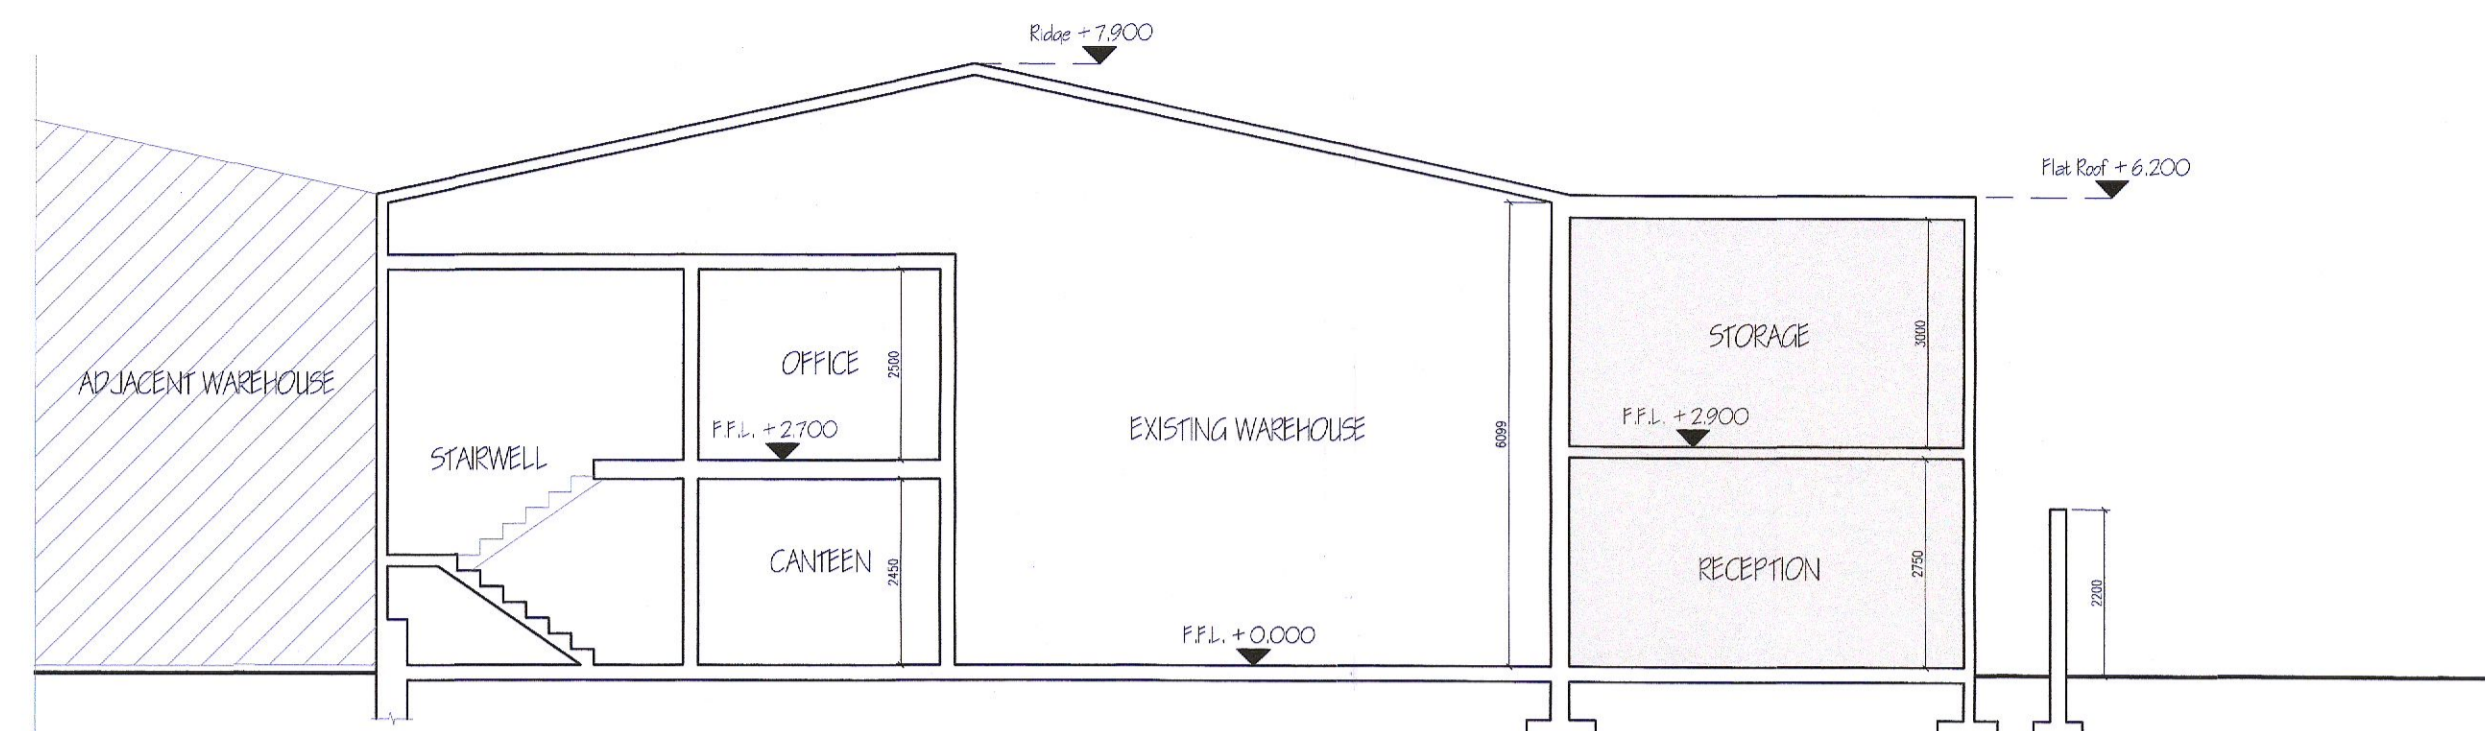 Ridge + 7.900
Flat Roof + 6.200
STORAGE
3000
OFFICE
2500
ADJACENT WAREHOUSE
F.F.L. + 2.900
F.F.L. + 2.700
EXISTING WAREHOUSE
6099
STAIRWELL
CANTEEN
2450
RECEPTION
2750
2200
F.F.L. + 0.000